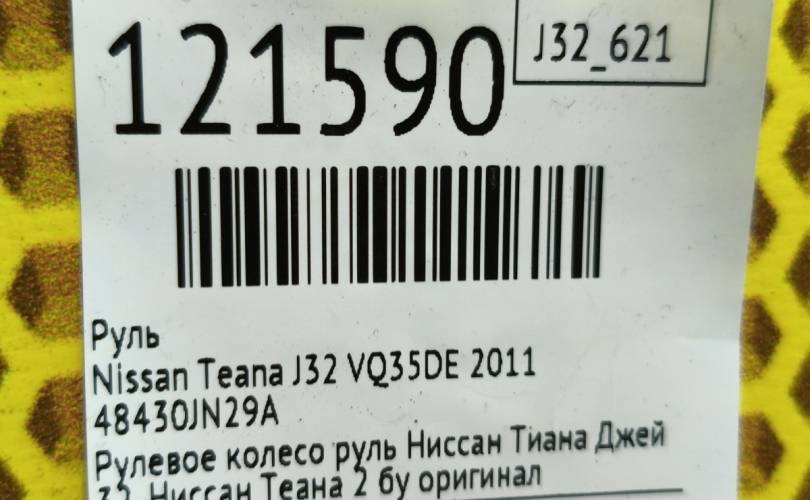 121590
J32_621
Руль
Nissan Teana J32 VQ35DE 2011
48430JN29A
Рулевое колесо руль Ниссан Тиана Джей
32, Ниссан Теана 2 бу оригинал